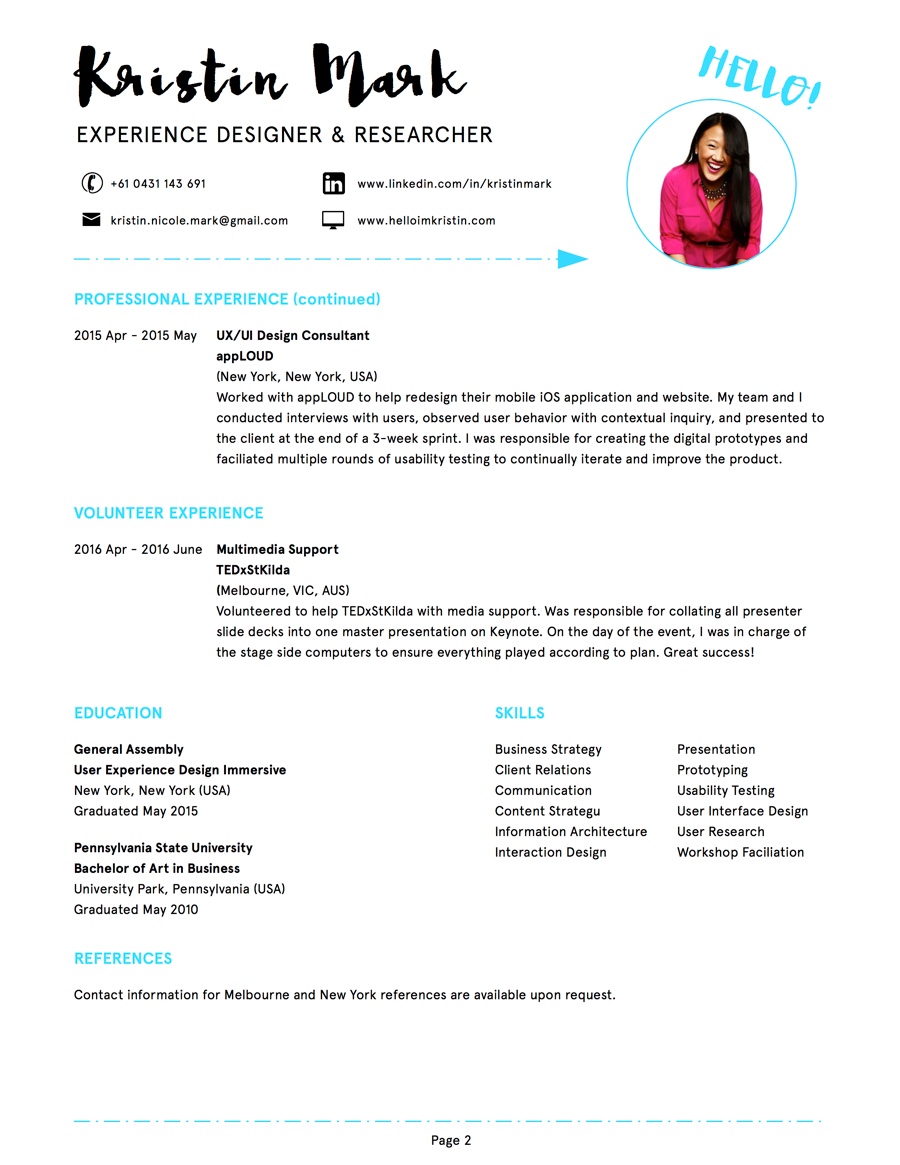 Kristin Mark
HELLO!
EXPERIENCE DESIGNER & RESEARCHER
+61 0431 143 691
www.linkedin.com/in/kristinmark
kristin.nicole.mark@gmail.com
www.helloimkristin.com
PROFESSIONAL EXPERIENCE (continued)
2015 Apr - 2015 May UX/UI Design Consultant
appLOUD
(New York, New York, USA)
Worked with appLOUD to help redesign their mobile iOS application and website. My team and I
conducted interviews with users, observed user behavior with contextual inquiry, and presented to
the client at the end of a 3-week sprint. I was responsible for creating the digital prototypes and
faciliated multiple rounds of usability testing to continually iterate and improve the product.
VOLUNTEER EXPERIENCE
2016 Apr - 2016 June Multimedia Support
TEDxStKilda
(Melbourne, VIC, AUS)
Volunteered to help TEDxStKilda with media support. Was responsible for collating all presenter
slide decks into one master presentation on Keynote. On the day of the event, I was in charge of
the stage side computers to ensure everything played according to plan. Great success!
EDUCATION
General Assembly
User Experience Design Immersive
New York, New York (USA)
Graduated May 2015
Pennsylvania State University
Bachelor of Art in Business
University Park, Pennsylvania (USA)
Graduated May 2010
SKILLS
Business Strategy
Client Relations
Communication
Content Strategu
Information Architecture
Interaction Design
Presentation
Prototyping
Usability Testing
User Interface Design
User Research
Workshop Faciliation
REFERENCES
Contact information for Melbourne and New York references are available upon request.
Page 2